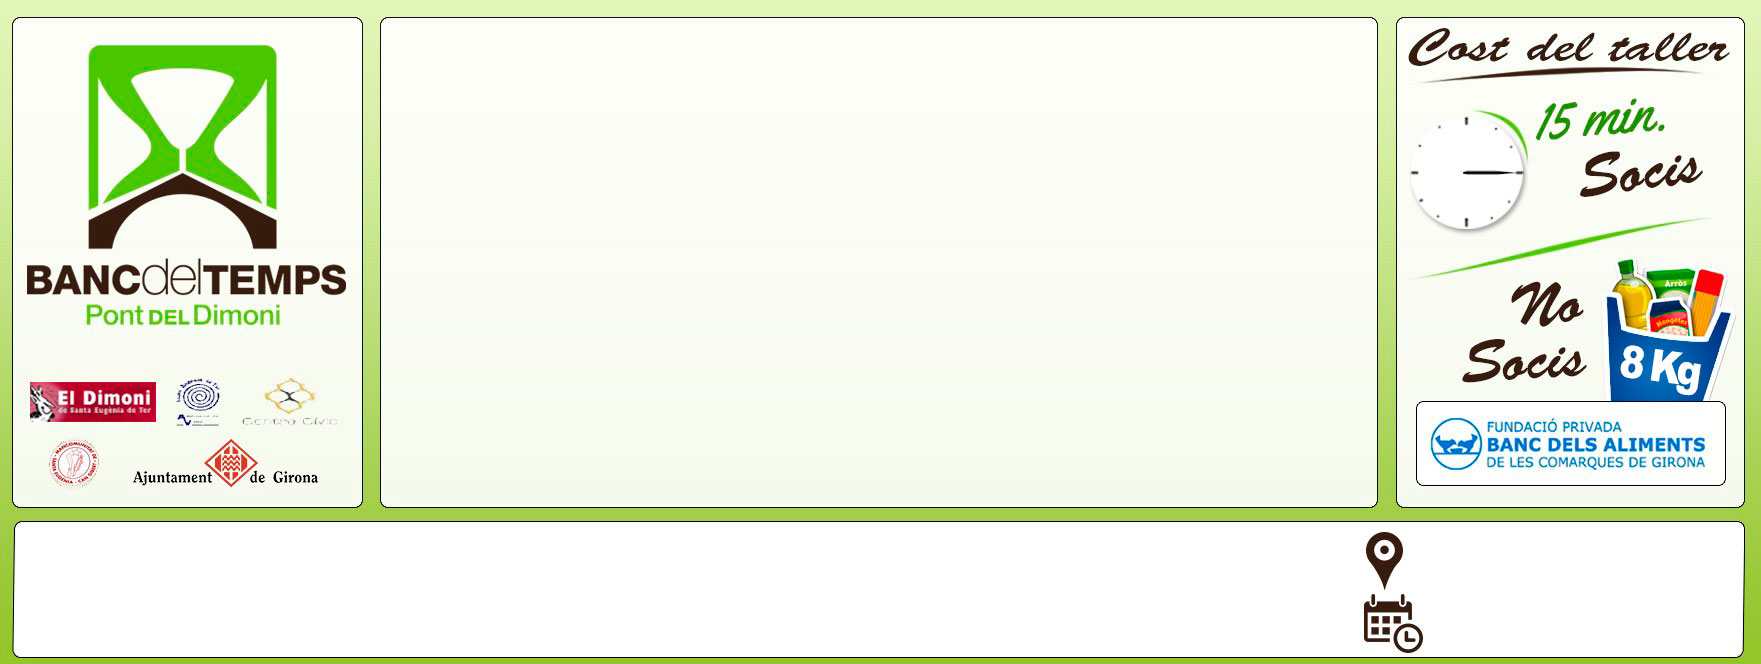 BANCdelTEMPS
Pont DEL Dimoni
El Dimoni
de Santa Eugènia de Ter
Centre Cívic
Ajuntament de Girona
Cost del taller
15 min.
Socis
No
Socis
Arròs
Mongetes
8 Kg
FUNDACIÓ PRIVADA
BANC DELS ALIMENTS
DE LES COMARQUES DE GIRONA